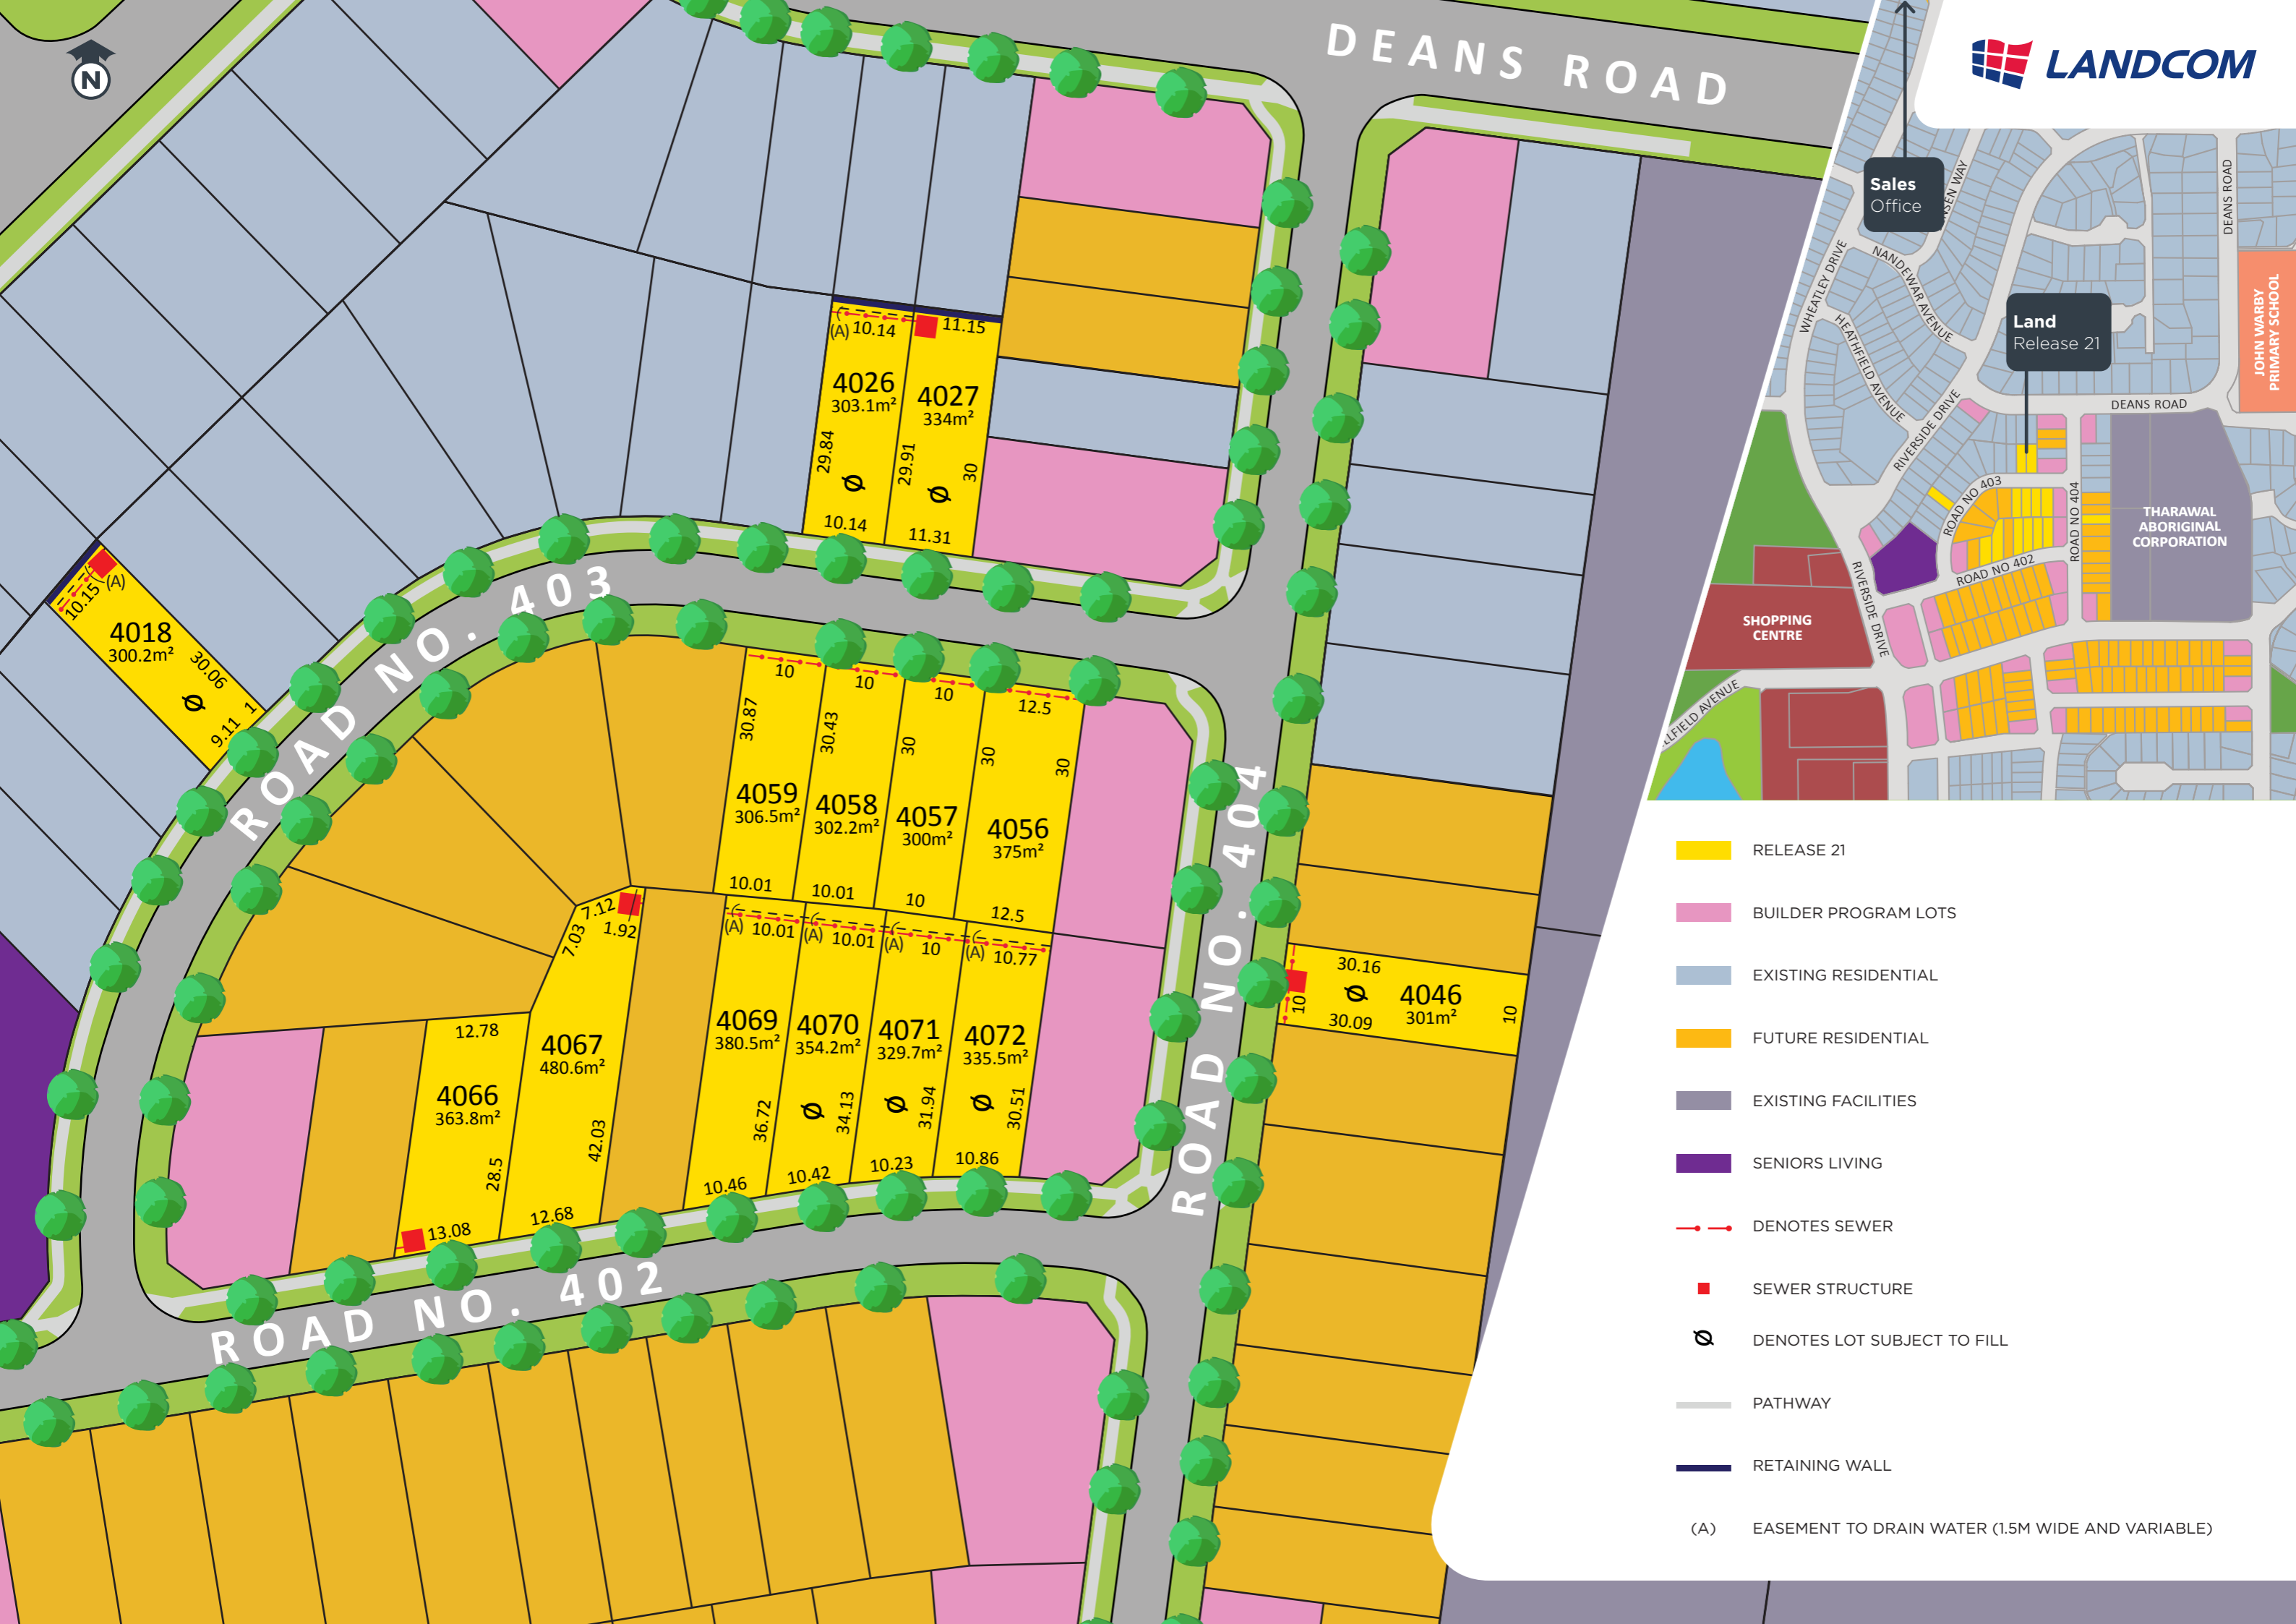 N
DEANS ROAD
LANDCOM
Sales
Office
DEANS ROAD
WHEATLEY DRIVE
NANDEWAR AVENUE
HEATHFIELD AVENUE
JOHN WARBY
PRIMARY SCHOOL
Land
Release 21
RIVERSIDE DRIVE
RIVERSIDE DRIVE
DEANS ROAD
ROAD NO 403
ROAD NO 404
THARAWAL
ABORIGINAL
CORPORATION
ROAD NO 402
RIVERSIDE DRIVE
SHOPPING
CENTRE
(A) 10.14
11.15
4026
303.1m²
4027
334m²
29.84
29.91
30
Ø
Ø
10.14
11.31
10.15
(A)
4018
300.2m²
30.06
Ø
9.11
1
ROAD NO. 403
10
10
10
12.5
30.87
30.43
30
30
30
4059
306.5m²
4058
302.2m²
4057
300m²
4056
375m²
10.01
10.01
10
12.5
ROAD NO. 404
7.12
7.03
1.92
(A) 10.01
(A) 10.01
(A) 10
(A) 10.77
12.78
4067
480.6m²
4066
363.8m²
4069
380.5m²
4070
354.2m²
4071
329.7m²
4072
335.5m²
Ø
Ø
Ø
28.5
42.03
36.72
34.13
31.94
30.51
13.08
12.68
10.46
10.42
10.23
10.86
30.16
10
Ø
4046
301m²
10
30.09
ROAD NO. 402
RELEASE 21
BUILDER PROGRAM LOTS
EXISTING RESIDENTIAL
FUTURE RESIDENTIAL
EXISTING FACILITIES
SENIORS LIVING
DENOTES SEWER
SEWER STRUCTURE
Ø DENOTES LOT SUBJECT TO FILL
PATHWAY
RETAINING WALL
(A) EASEMENT TO DRAIN WATER (1.5M WIDE AND VARIABLE)